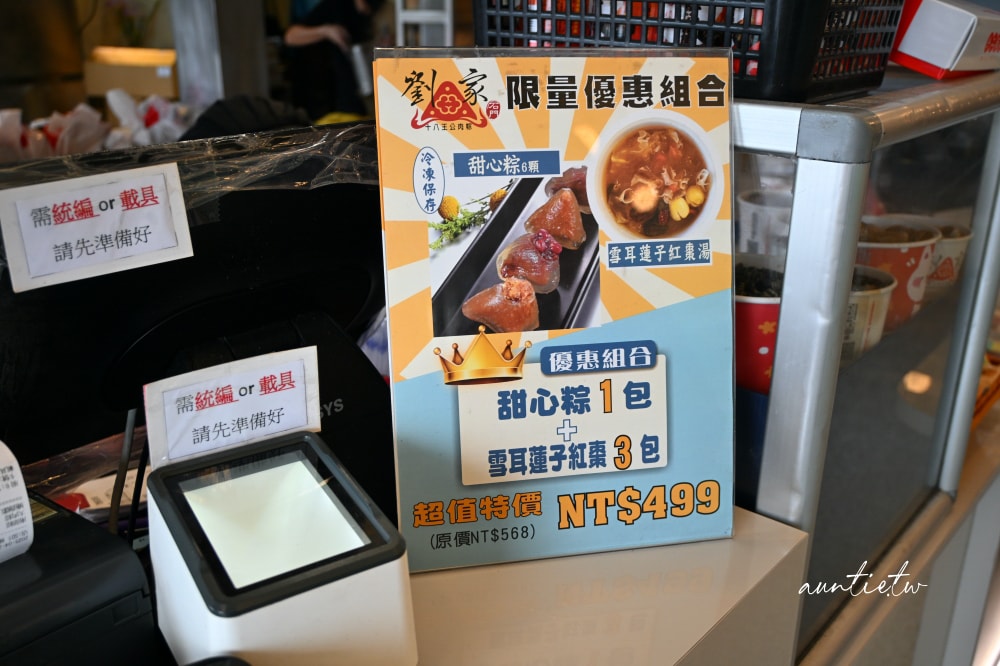 劉家
石門
十八王公肉粽
限量優惠組合
冷凍保存
甜心粽6顆
雪耳蓮子紅棗湯
優惠組合
甜心粽1包
+
雪耳蓮子紅棗3包
超值特價 NT$499
(原價NT$568)
需統編 or 載具
請先準備好
需統編 or 載具
請先準備好
SYS
auntie.tw